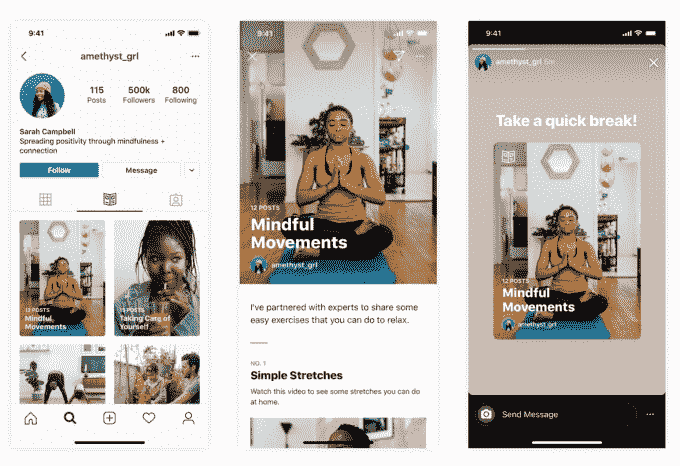 9:41
amethyst_grl
115
500k
800
Posts
Followers
Following
Sarah Campbell
Spreading positivity through mindfulness +
connection
Follow
Message
12 POSTS
Mindful
Movements
Taking Care of
Yourself
9:41
12 POSTS
Mindful
Movements
amethyst_grl
I've partnered with experts to share some
easy exercises that you can do to relax.
NO. 1
Simple Stretches
Watch this video to see some stretches you can do
at home.
9:41
amethyst_grl
Take a quick break!
12 POSTS
Mindful
Movements
amethyst_grl
Send Message